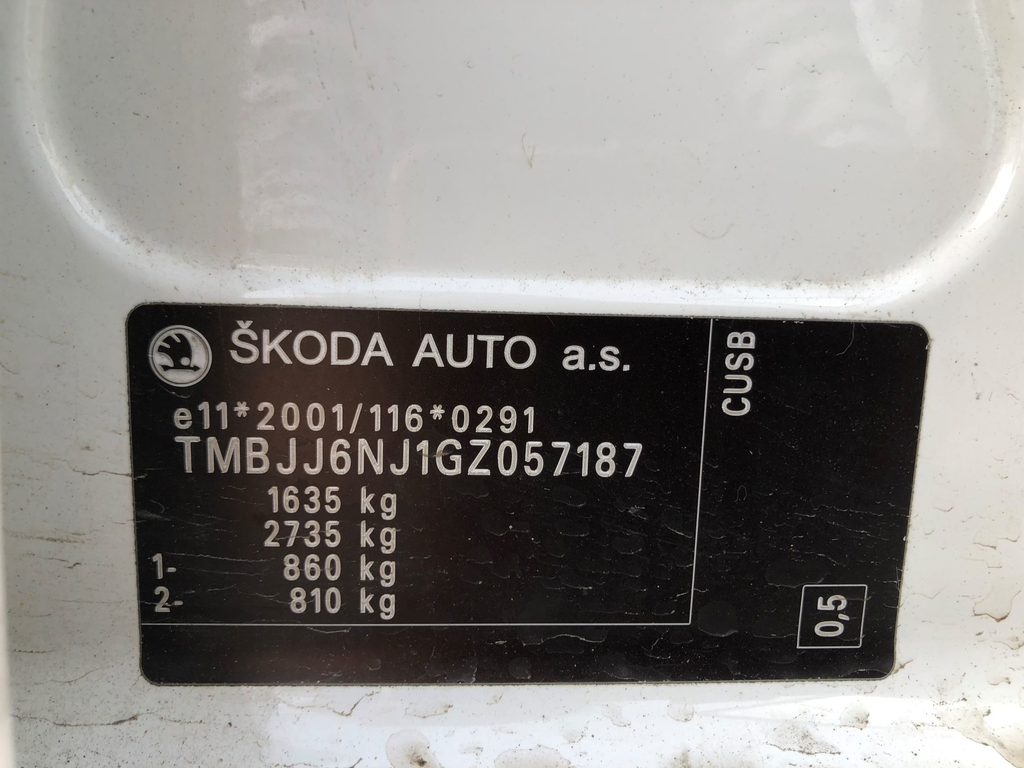 ŠKODA AUTO a.s.
e11*2001/116*0291
TMBJJ6NJ1GZ057187
1635 kg
2735 kg
1- 860 kg
2- 810 kg
CUSB
0,5